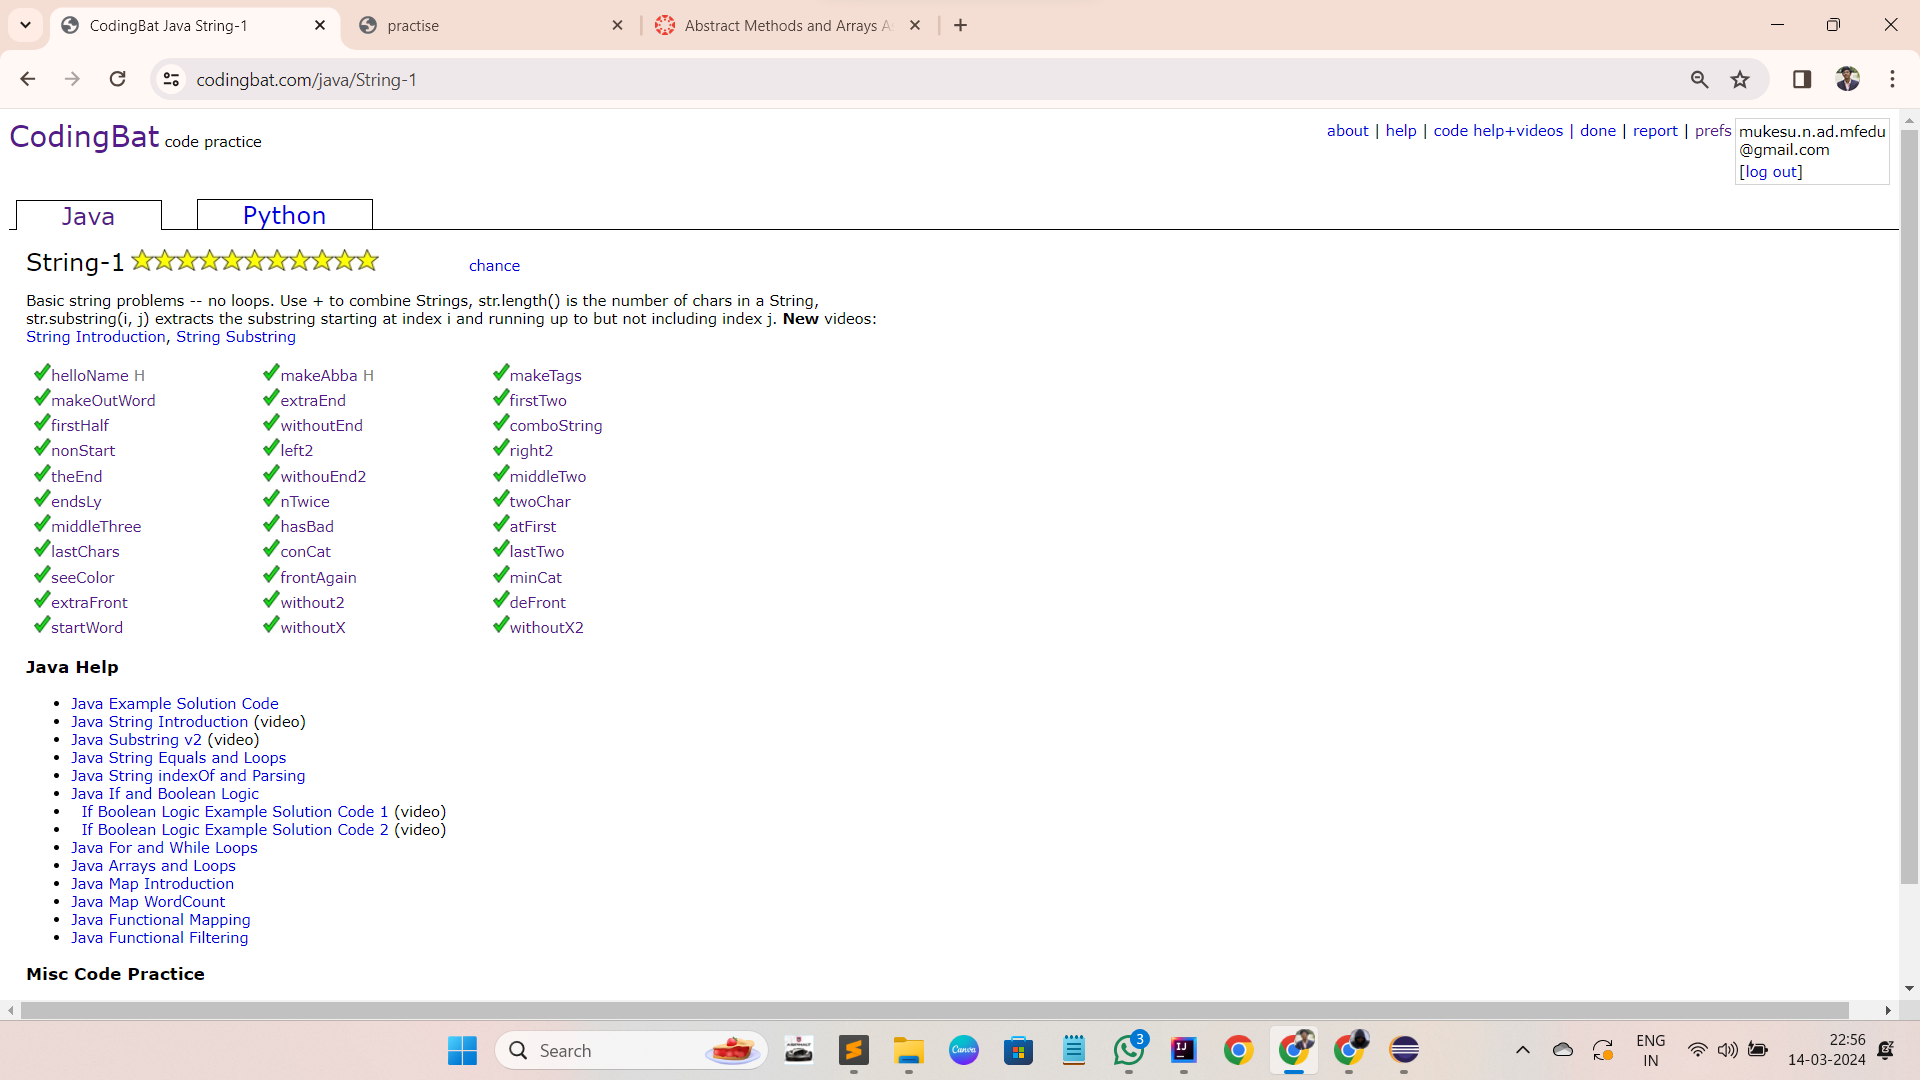 CodingBat Java String-1
practise
Abstract Methods and Arrays A
codingbat.com/java/String-1
CodingBat code practice
about | help | code help+videos | done | report | prefs
mukesu.n.ad.mfedu
@gmail.com
[log out]
Java
Python
String-1
chance
Basic string problems -- no loops. Use + to combine Strings, str.length() is the number of chars in a String,
str.substring(i, j) extracts the substring starting at index i and running up to but not including index j. New videos:
String Introduction, String Substring
helloName H makeAbba H makeTags
makeOutWord extraEnd firstTwo
firstHalf withoutEnd comboString
nonStart left2 right2
theEnd withouEnd2 middleTwo
endsLy nTwice twoChar
middleThree hasBad atFirst
lastChars conCat lastTwo
seeColor frontAgain minCat
extraFront without2 deFront
startWord withoutX withoutX2
Java Help
Java Example Solution Code
Java String Introduction (video)
Java Substring v2 (video)
Java String Equals and Loops
Java String indexOf and Parsing
Java If and Boolean Logic
If Boolean Logic Example Solution Code 1 (video)
If Boolean Logic Example Solution Code 2 (video)
Java For and While Loops
Java Arrays and Loops
Java Map Introduction
Java Map WordCount
Java Functional Mapping
Java Functional Filtering
Misc Code Practice
Search
Canva
3
IJ
ENG
IN
22:56
14-03-2024